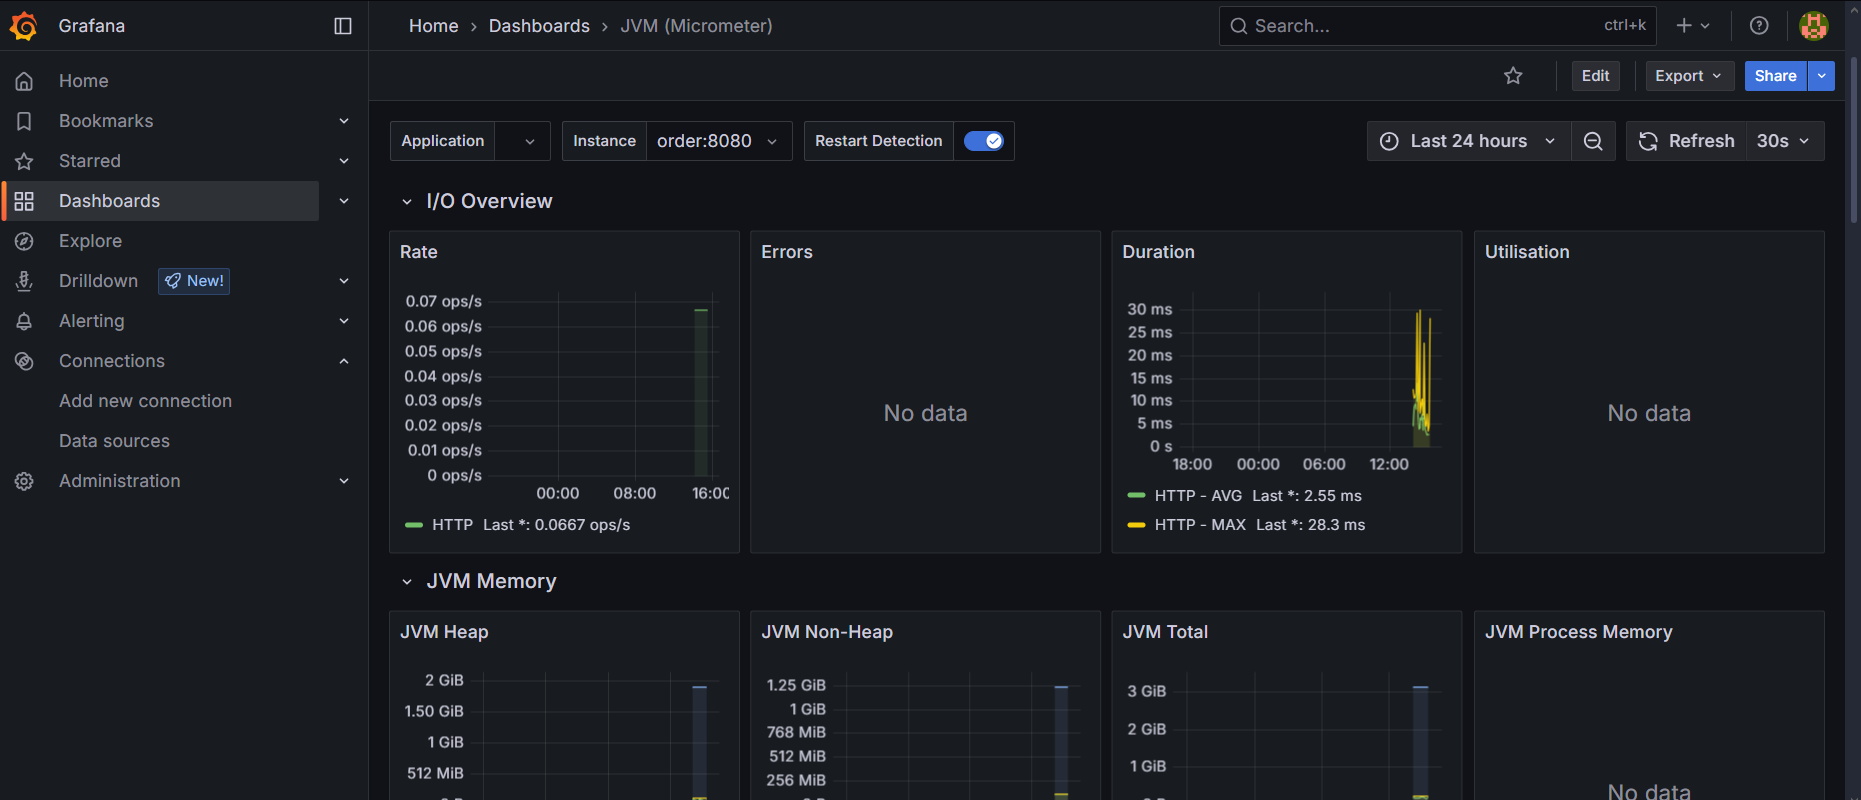 Grafana
Home › Dashboards › JVM (Micrometer)
Search... ctrl+k
Home
Bookmarks
Starred
Dashboards
Explore
Drilldown New!
Alerting
Connections
Add new connection
Data sources
Administration
Edit Export Share
Application Instance order:8080 Restart Detection Last 24 hours Refresh 30s
I/O Overview
Rate
0.07 ops/s
0.06 ops/s
0.05 ops/s
0.04 ops/s
0.03 ops/s
0.02 ops/s
0.01 ops/s
0 ops/s
00:00 08:00 16:00
HTTP Last *: 0.0667 ops/s
Errors
No data
Duration
30 ms
25 ms
20 ms
15 ms
10 ms
5 ms
0 s
18:00 00:00 06:00 12:00
HTTP - AVG Last *: 2.55 ms
HTTP - MAX Last *: 28.3 ms
Utilisation
No data
JVM Memory
JVM Heap
2 GiB
1.50 GiB
1 GiB
512 MiB
JVM Non-Heap
1.25 GiB
1 GiB
768 MiB
512 MiB
256 MiB
JVM Total
3 GiB
2 GiB
1 GiB
JVM Process Memory
No data